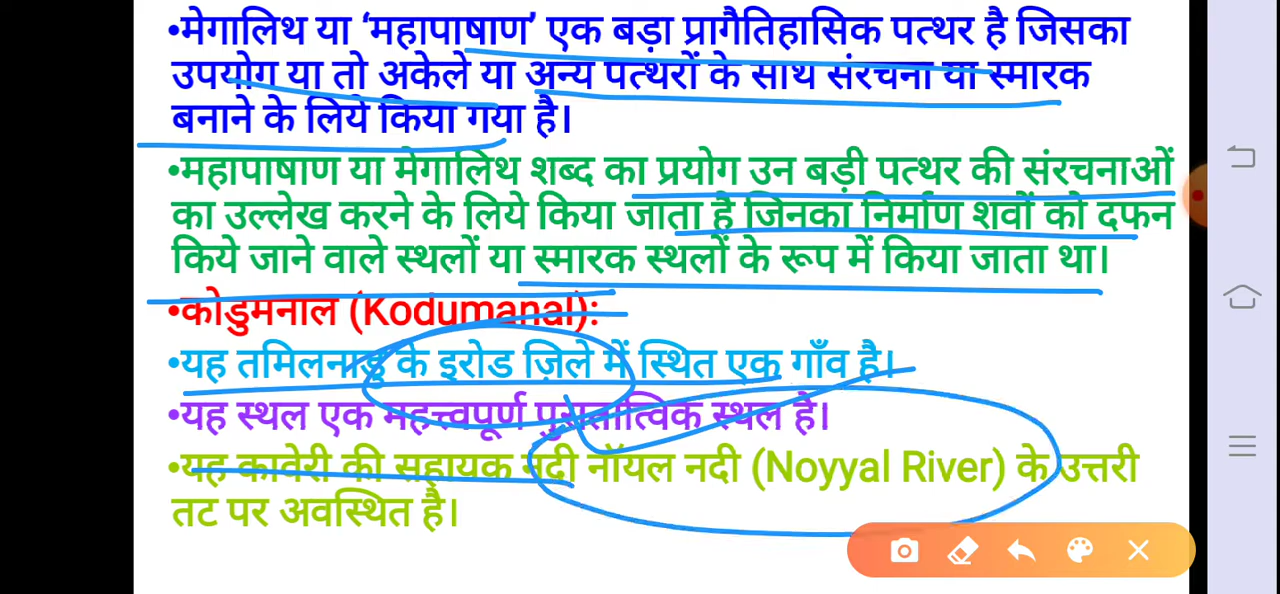 •मेगालिथ या ‘महापाषाण’ एक बड़ा प्रागैतिहासिक पत्थर है जिसका
उपयोग या तो अकेले या अन्य पत्थरों के साथ संरचना या स्मारक
बनाने के लिये किया गया है।
•महापाषाण या मेगालिथ शब्द का प्रयोग उन बड़ी पत्थर की संरचनाओं
का उल्लेख करने के लिये किया जाता है जिनका निर्माण शवों को दफन
किये जाने वाले स्थलों या स्मारक स्थलों के रूप में किया जाता था।
•कोडुमनाल (Kodumanal):
•यह तमिलनाडु के इरोड ज़िले में स्थित एक गाँव है।
•यह स्थल एक महत्त्वपूर्ण पुरातात्विक स्थल है।
•यह कावेरी की सहायक नदी नॉयल नदी (Noyyal River) के उत्तरी
तट पर अवस्थित है।